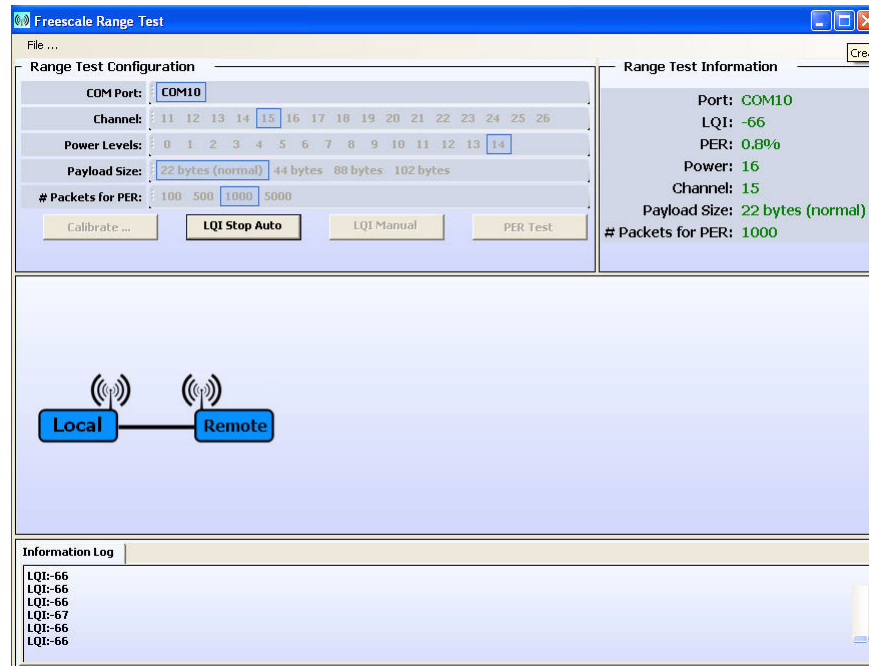 Freescale Range Test
File ...
Range Test Configuration
COM Port: COM10
Channel: 11 12 13 14 15 16 17 18 19 20 21 22 23 24 25 26
Power Levels: 0 1 2 3 4 5 6 7 8 9 10 11 12 13 14
Payload Size: 22 bytes (normal) 44 bytes 88 bytes 102 bytes
# Packets for PER: 100 500 1000 5000
Calibrate ... LQI Stop Auto LQI Manual PER Test
Range Test Information
Port: COM10
LQI: -66
PER: 0.8%
Power: 16
Channel: 15
Payload Size: 22 bytes (normal)
# Packets for PER: 1000
Local Remote
Information Log
LQI:-66
LQI:-66
LQI:-66
LQI:-67
LQI:-66
LQI:-66